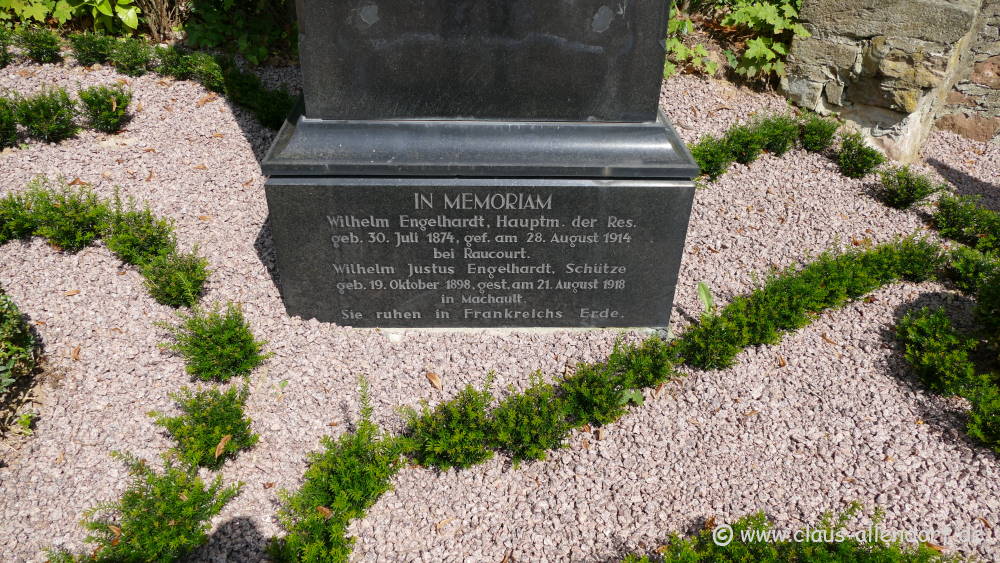 IN MEMORIAM
Wilhelm Engelhardt, Hauptm. der Res.
geb. 30. Juli 1874, gef. am 28. August 1914
bei Raucourt.
Wilhelm Justus Engelhardt, Schütze
geb. 19. Oktober 1898, gest. am 21. August 1918
in Machault.
Sie ruhen in Frankreichs Erde.
© www.claus-allendorf.de